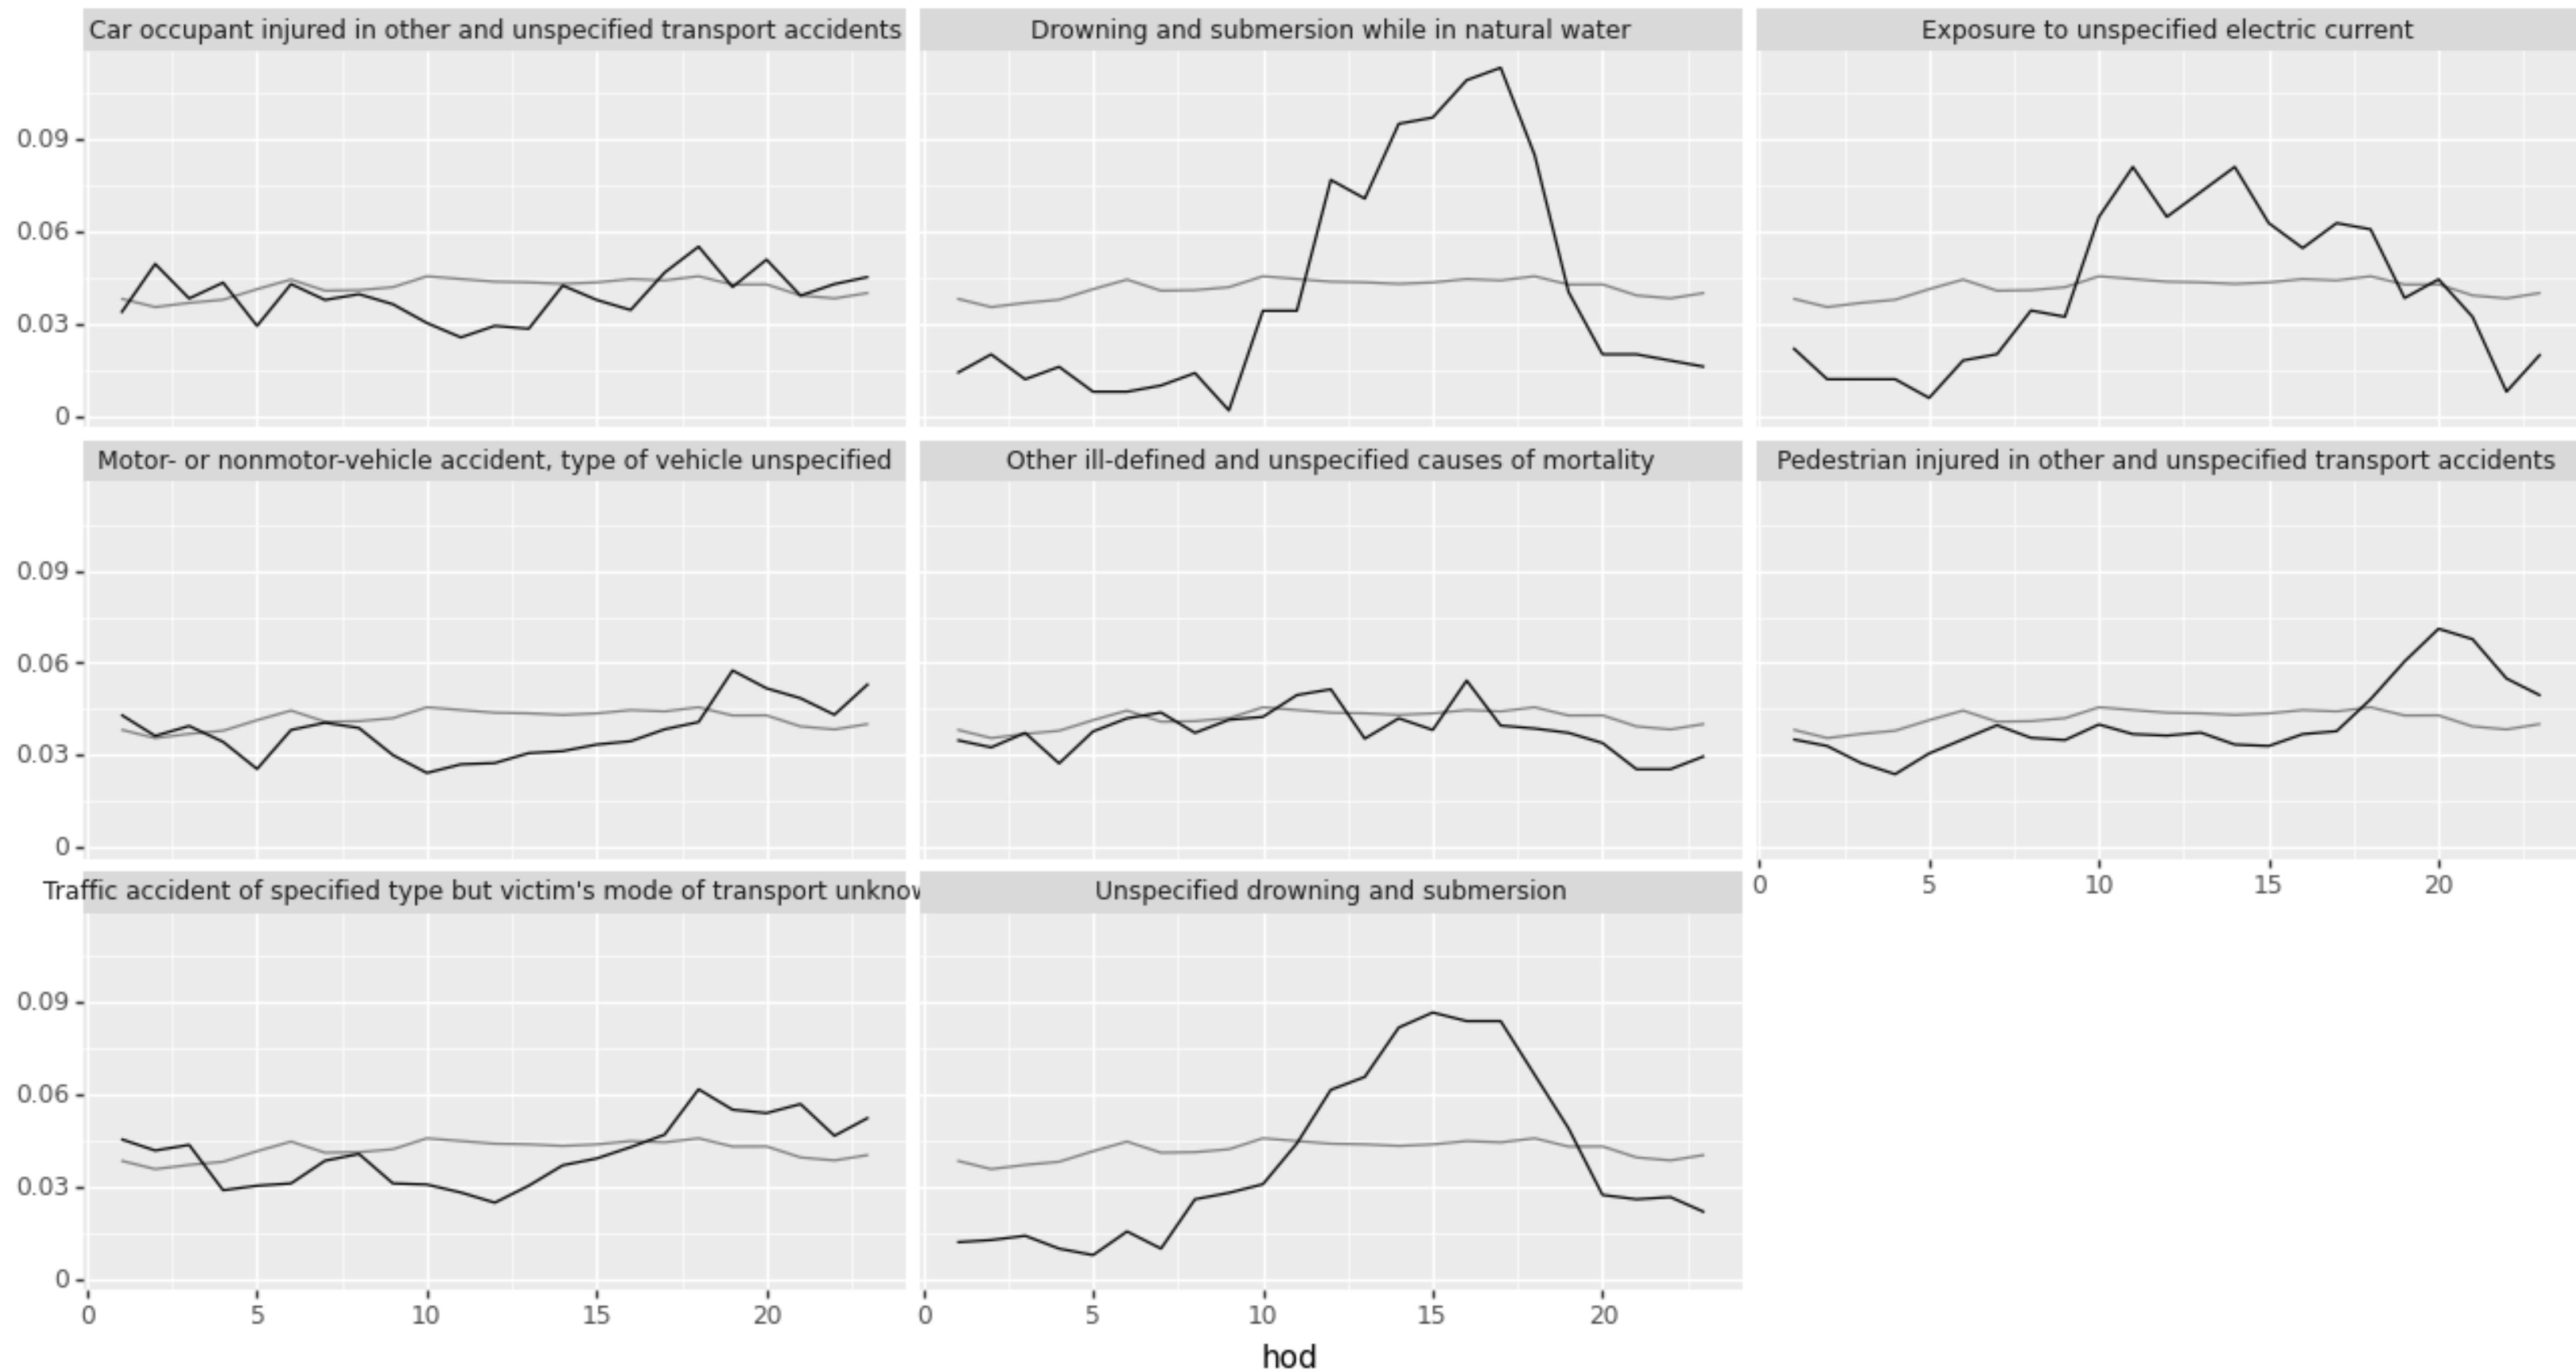 Car occupant injured in other and unspecified transport accidents
Drowning and submersion while in natural water
Exposure to unspecified electric current
0.09
0.06
0.03
0
Motor- or nonmotor-vehicle accident, type of vehicle unspecified
Other ill-defined and unspecified causes of mortality
Pedestrian injured in other and unspecified transport accidents
0.09
0.06
0.03
0
0 5 10 15 20
Traffic accident of specified type but victim's mode of transport unknow
Unspecified drowning and submersion
0.09
0.06
0.03
0
0 5 10 15 20
0 5 10 15 20
hod